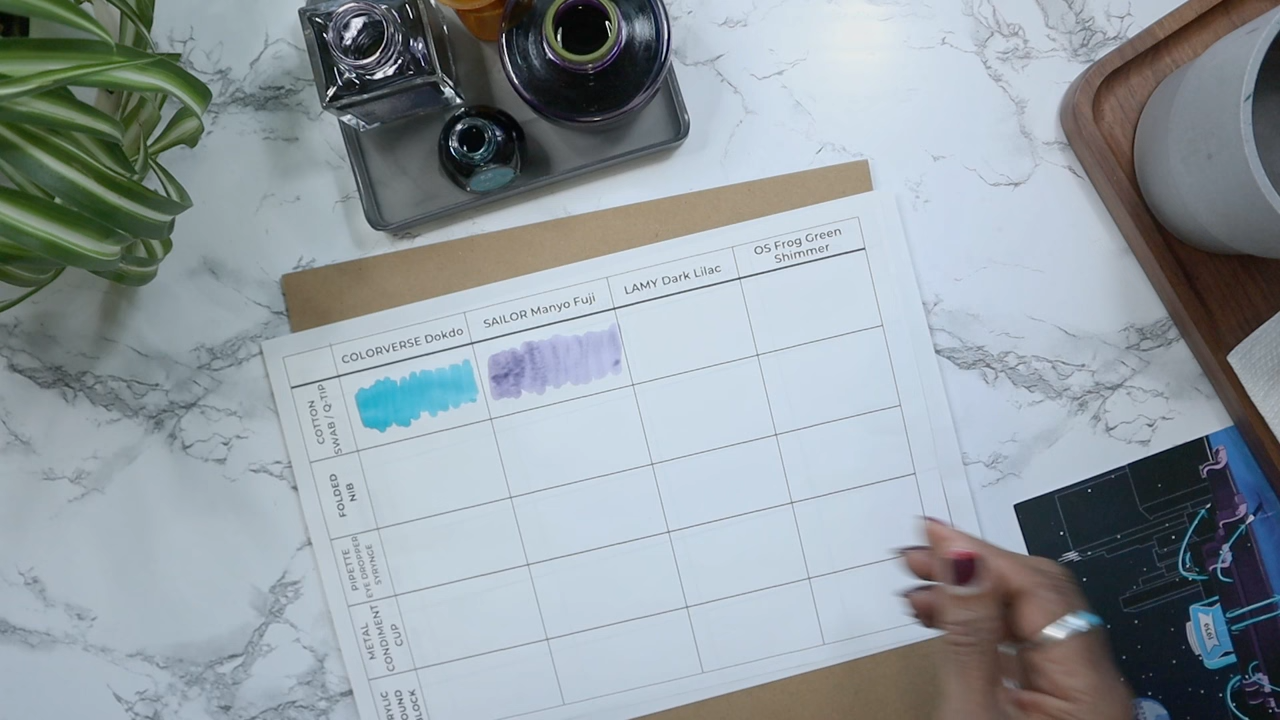 COLORVERSE Dokdo
SAILOR Manyo Fuji
LAMY Dark Lilac
OS Frog Green
Shimmer
COTTON
SWAB / Q-TIP
FOLDED
NIB
PIPETTE
EYE DROPPER
SYRYNGE
METAL
CONDIMENT
CUP